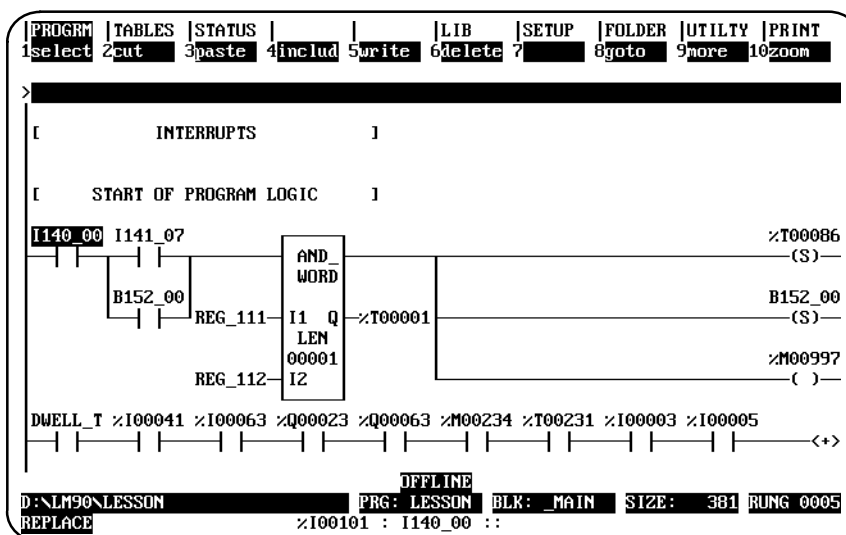 |PROGRM |TABLES |STATUS | | |LIB |SETUP |FOLDER |UTILTY |PRINT
1select 2cut 3paste 4includ 5write 6delete 7 8goto 9more 10zoom
>
[ INTERRUPTS ]
[ START OF PROGRAM LOGIC ]
I140_00 I141_07 %T00086
AND_ (S)
WORD
B152_00 B152_00
REG_111 I1 Q %T00001 (S)
LEN
00001 %M00997
REG_112 I2 ( )
DWELL_T %I00041 %I00063 %Q00023 %Q00063 %M00234 %T00231 %I00003 %I00005
<+>
OFFLINE
D:\LM90\LESSON PRG: LESSON BLK: _MAIN SIZE: 381 RUNG 0005
REPLACE %I00101 : I140_00 ::